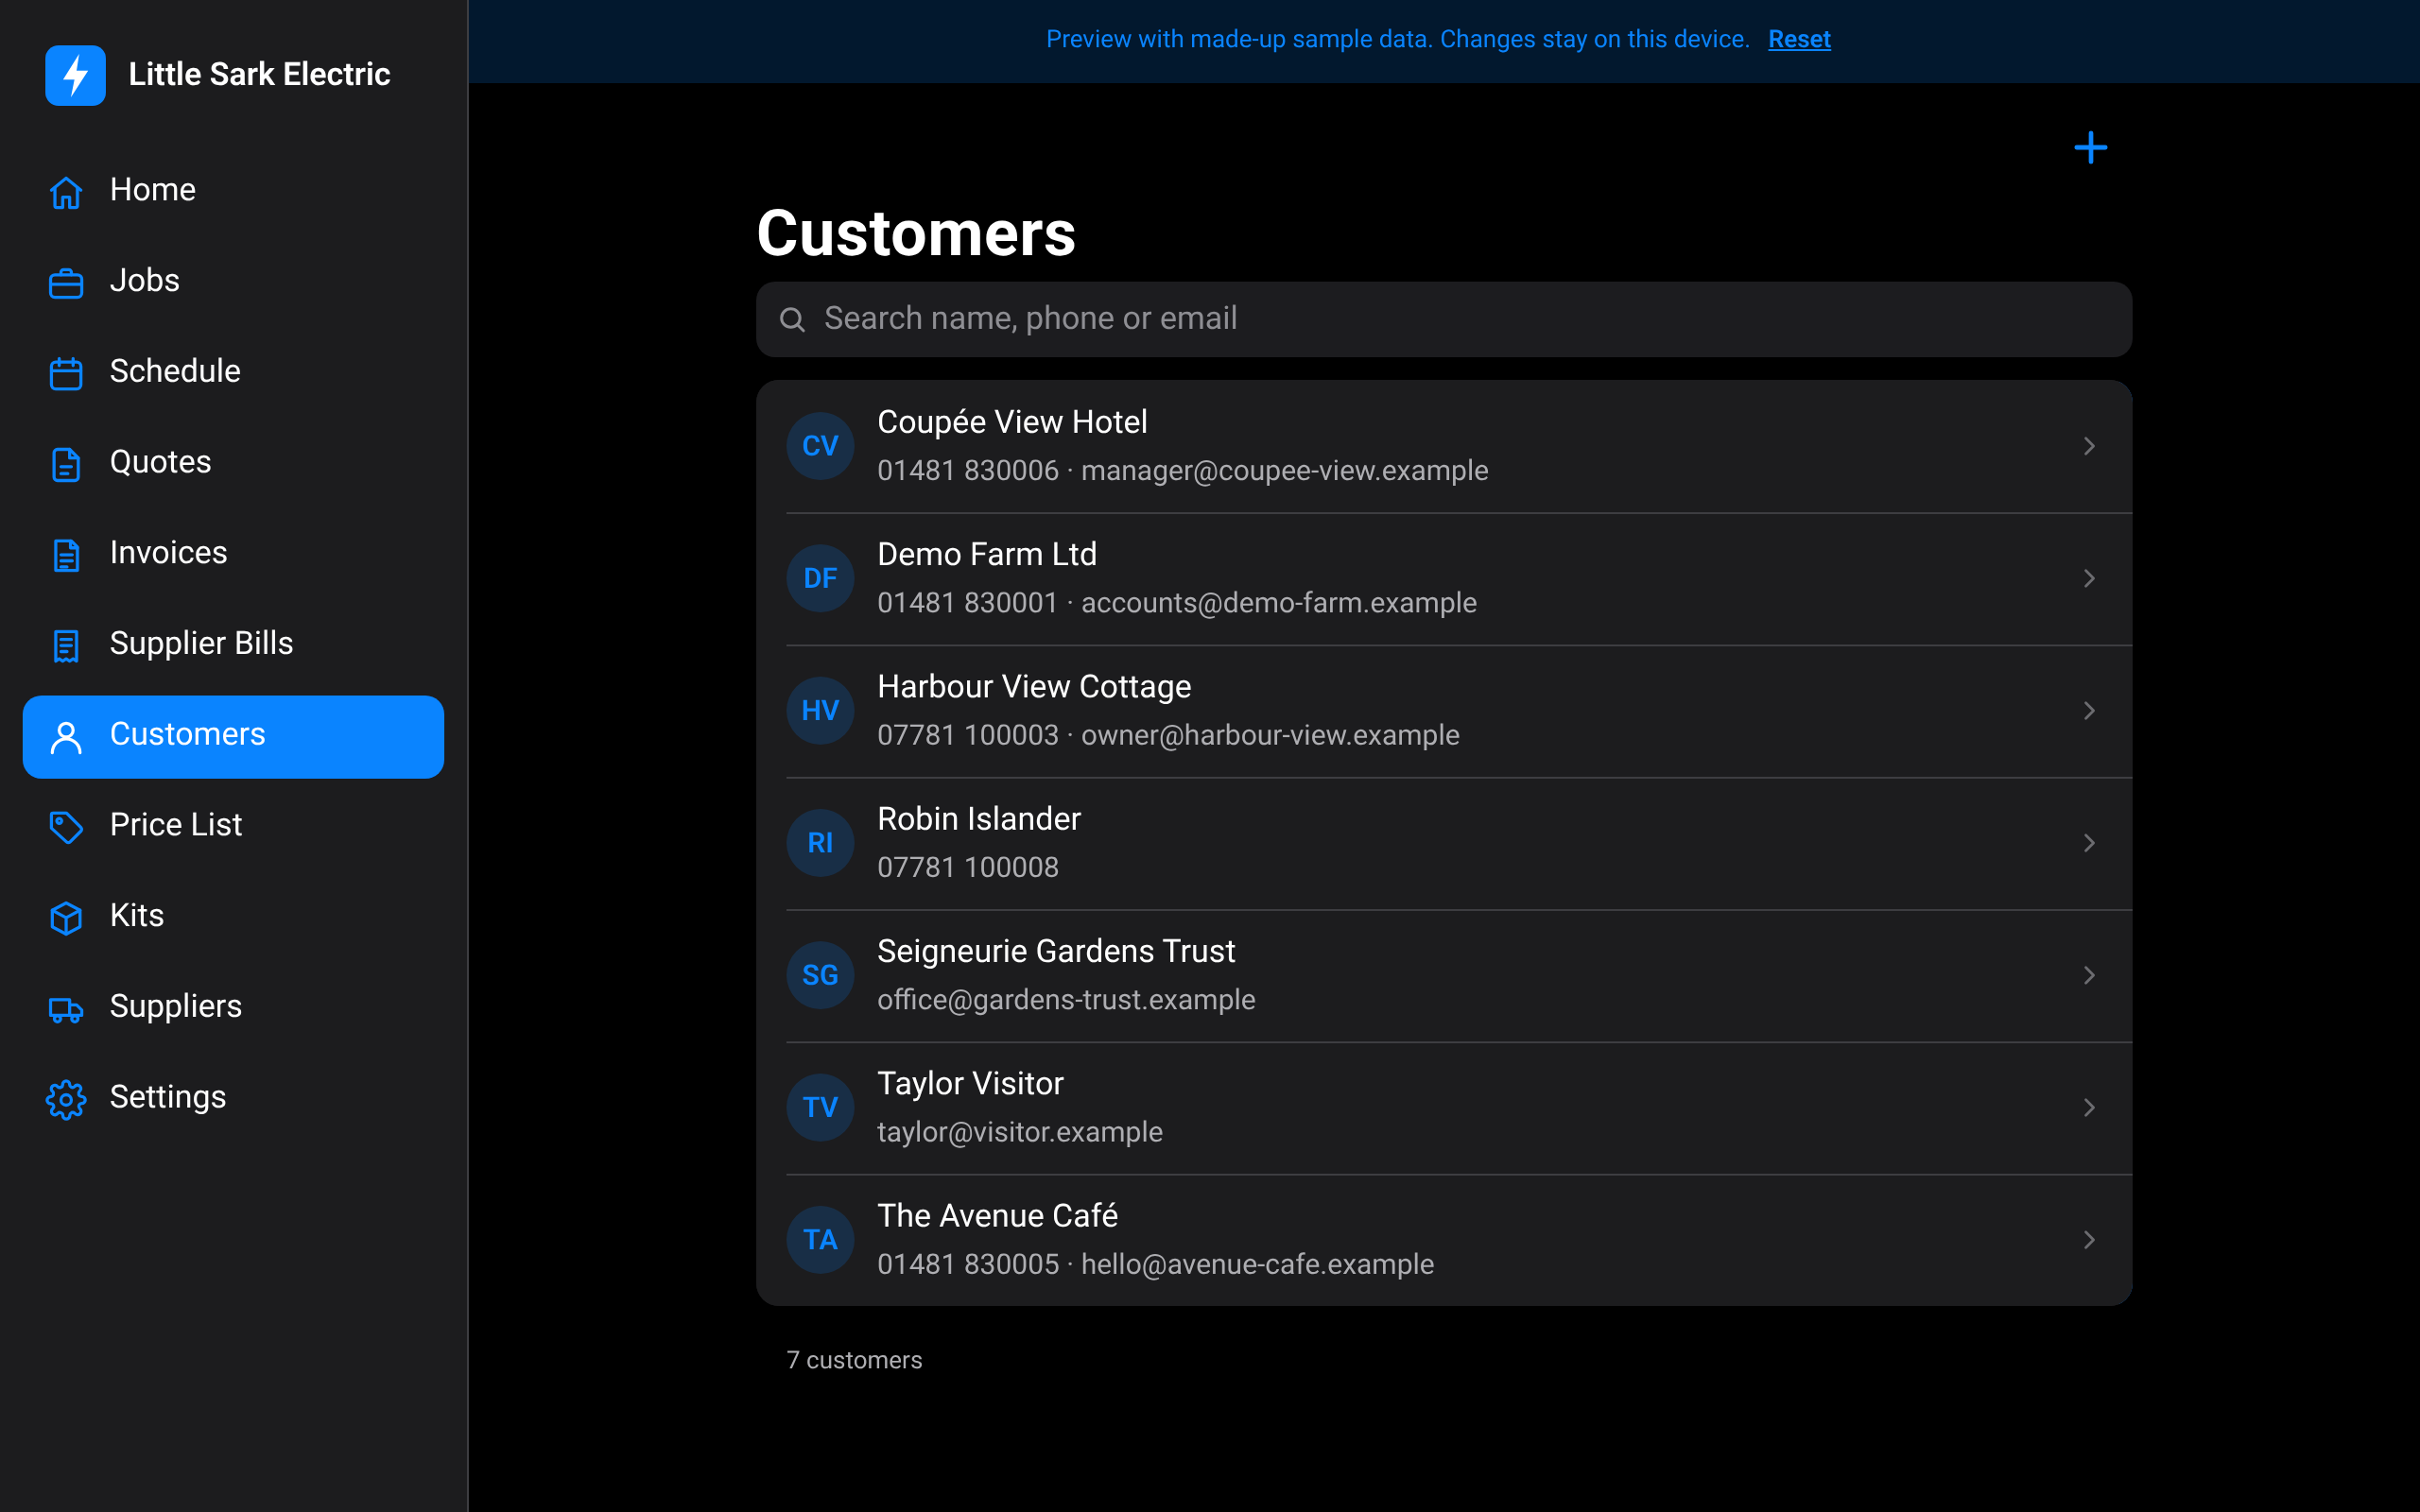 Little Sark Electric
Home
Jobs
Schedule
Quotes
Invoices
Supplier Bills
Customers
Price List
Kits
Suppliers
Settings
Preview with made-up sample data. Changes stay on this device. Reset
Customers
Search name, phone or email
CV
Coupée View Hotel
01481 830006 · manager@coupee-view.example
DF
Demo Farm Ltd
01481 830001 · accounts@demo-farm.example
HV
Harbour View Cottage
07781 100003 · owner@harbour-view.example
RI
Robin Islander
07781 100008
SG
Seigneurie Gardens Trust
office@gardens-trust.example
TV
Taylor Visitor
taylor@visitor.example
TA
The Avenue Café
01481 830005 · hello@avenue-cafe.example
7 customers